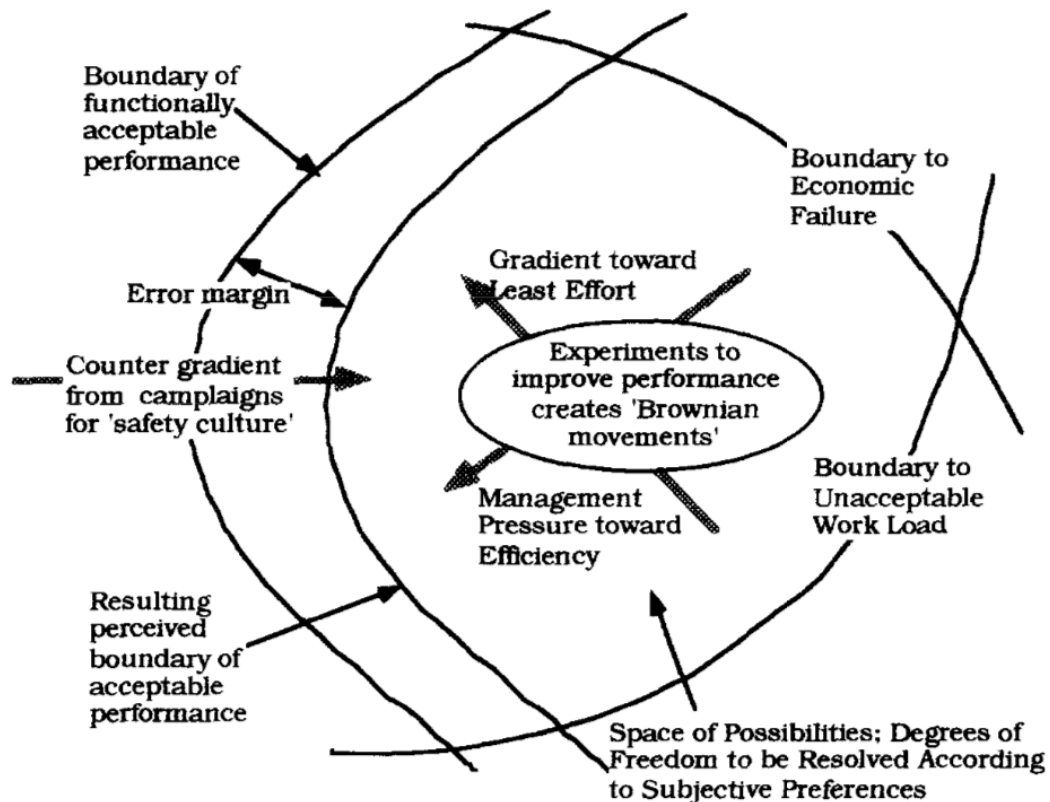 Boundary of
functionally
acceptable
performance
Boundary to
Economic
Failure
Gradient toward
Least Effort
Error margin
Experiments to
improve performance
creates 'Brownian
movements'
Counter gradient
from camplaigns
for 'safety culture'
Management
Pressure toward
Efficiency
Boundary to
Unacceptable
Work Load
Resulting
perceived
boundary of
acceptable
performance
Space of Possibilities; Degrees of
Freedom to be Resolved According
to Subjective Preferences